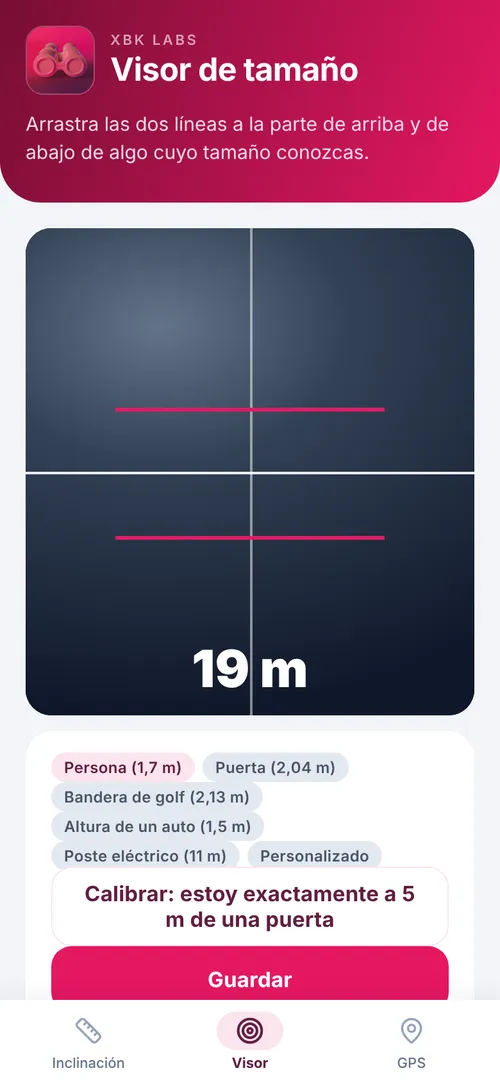 XBK LABS
Visor de tamaño
Arrastra las dos líneas a la parte de arriba y de
abajo de algo cuyo tamaño conozcas.
19 m
Persona (1,7 m) Puerta (2,04 m)
Bandera de golf (2,13 m)
Altura de un auto (1,5 m)
Poste eléctrico (11 m) Personalizado
Calibrar: estoy exactamente a 5
m de una puerta
Guardar
Inclinación Visor GPS